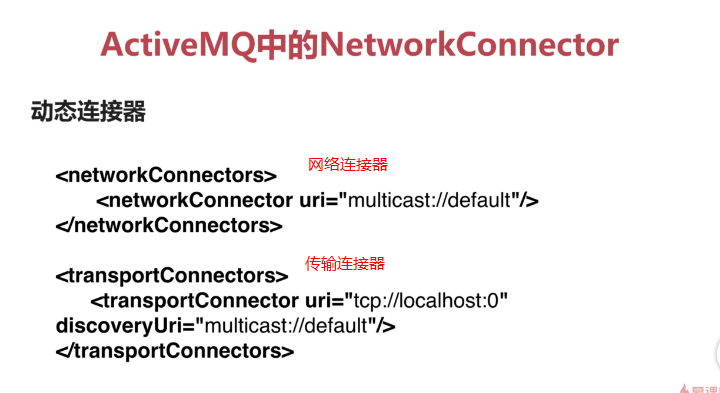 ActiveMQ中的NetworkConnector
动态连接器
网络连接器
<networkConnectors>
<networkConnector uri="multicast://default"/>
</networkConnectors>
传输连接器
<transportConnectors>
<transportConnector uri="tcp://localhost:0"
discoveryUri="multicast://default"/>
</transportConnectors>